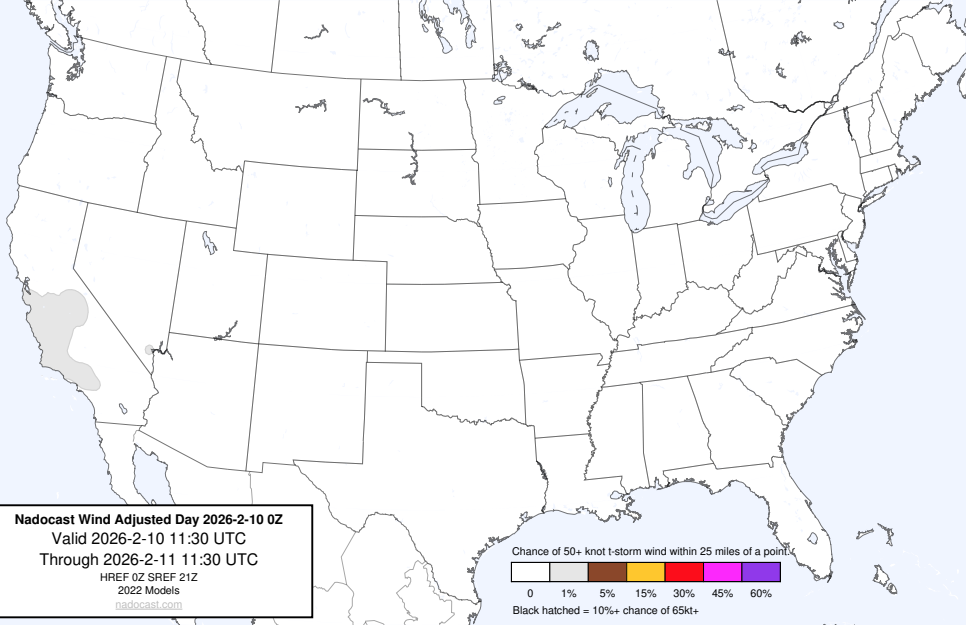 Nadocast Wind Adjusted Day 2026-2-10 0Z
Valid 2026-2-10 11:30 UTC
Through 2026-2-11 11:30 UTC
HREF 0Z SREF 21Z
2022 Models
nadocast.com
Chance of 50+ knot t-storm wind within 25 miles of a point.
0 1% 5% 15% 30% 45% 60%
Black hatched = 10%+ chance of 65kt+